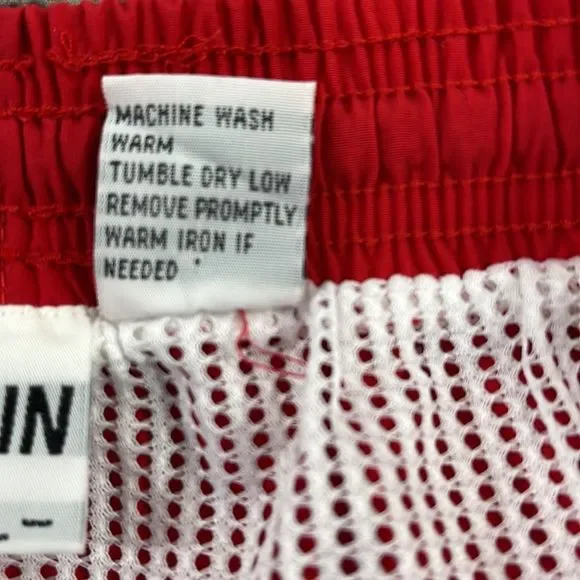 MACHINE WASH
WARM
TUMBLE DRY LOW
REMOVE PROMPTLY
WARM IRON IF
NEEDED
IN